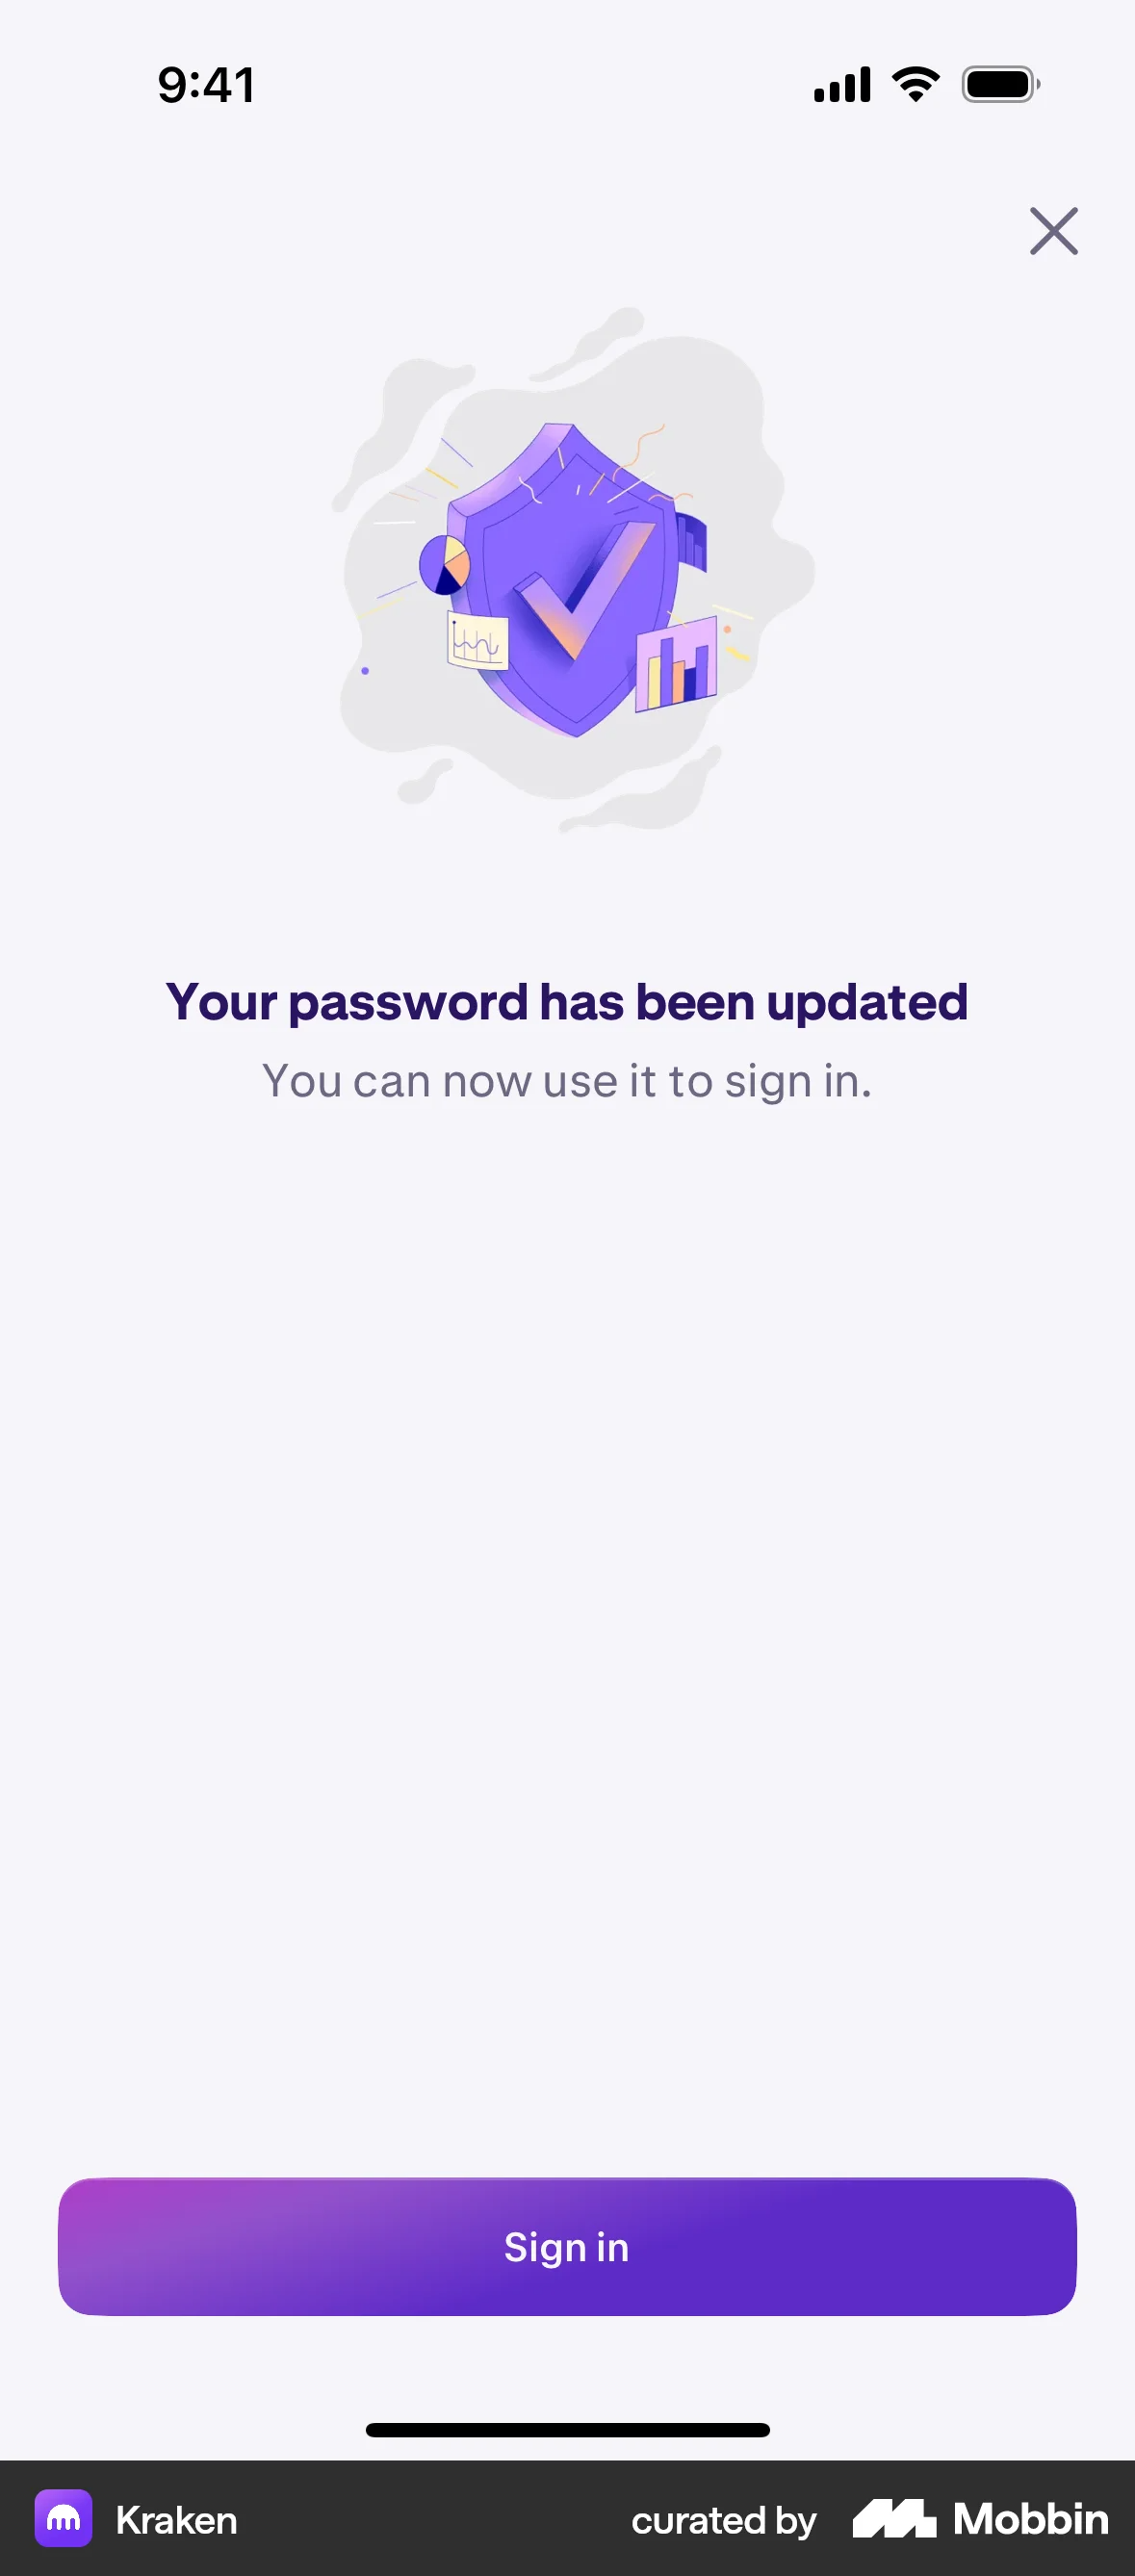 9:41
Your password has been updated
You can now use it to sign in.
Sign in
Kraken
curated by Mobbin